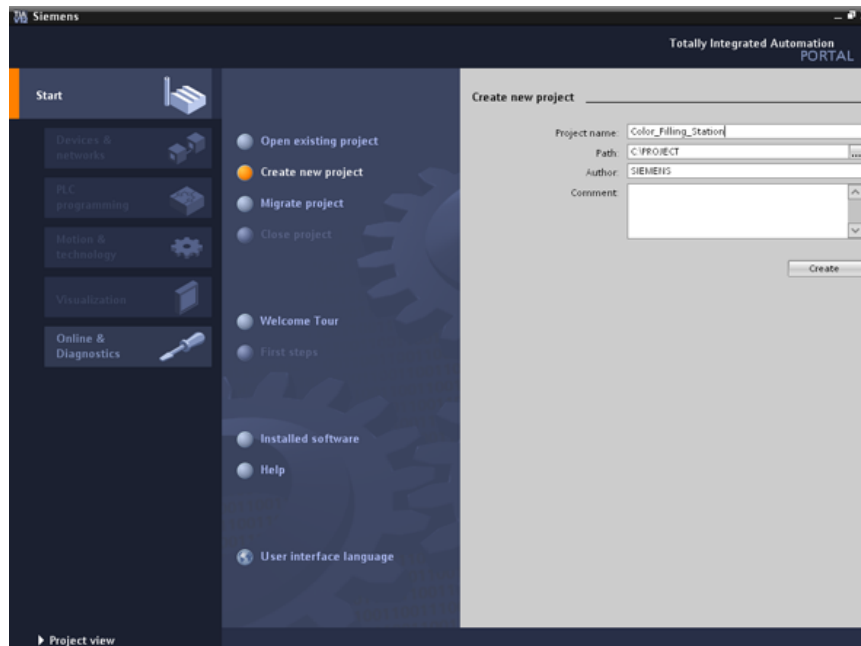 Siemens
Totally Integrated Automation
PORTAL
Start
Devices &
networks
PLC
programming
Motion &
technology
Visualization
Online &
Diagnostics
Open existing project
Create new project
Migrate project
Close project
Welcome Tour
First steps
Installed software
Help
User interface language
Create new project
Project name: Color_Filling_Station
Path: C:\PROJECT
...
Author: SIEMENS
Comment:
Create
Project view